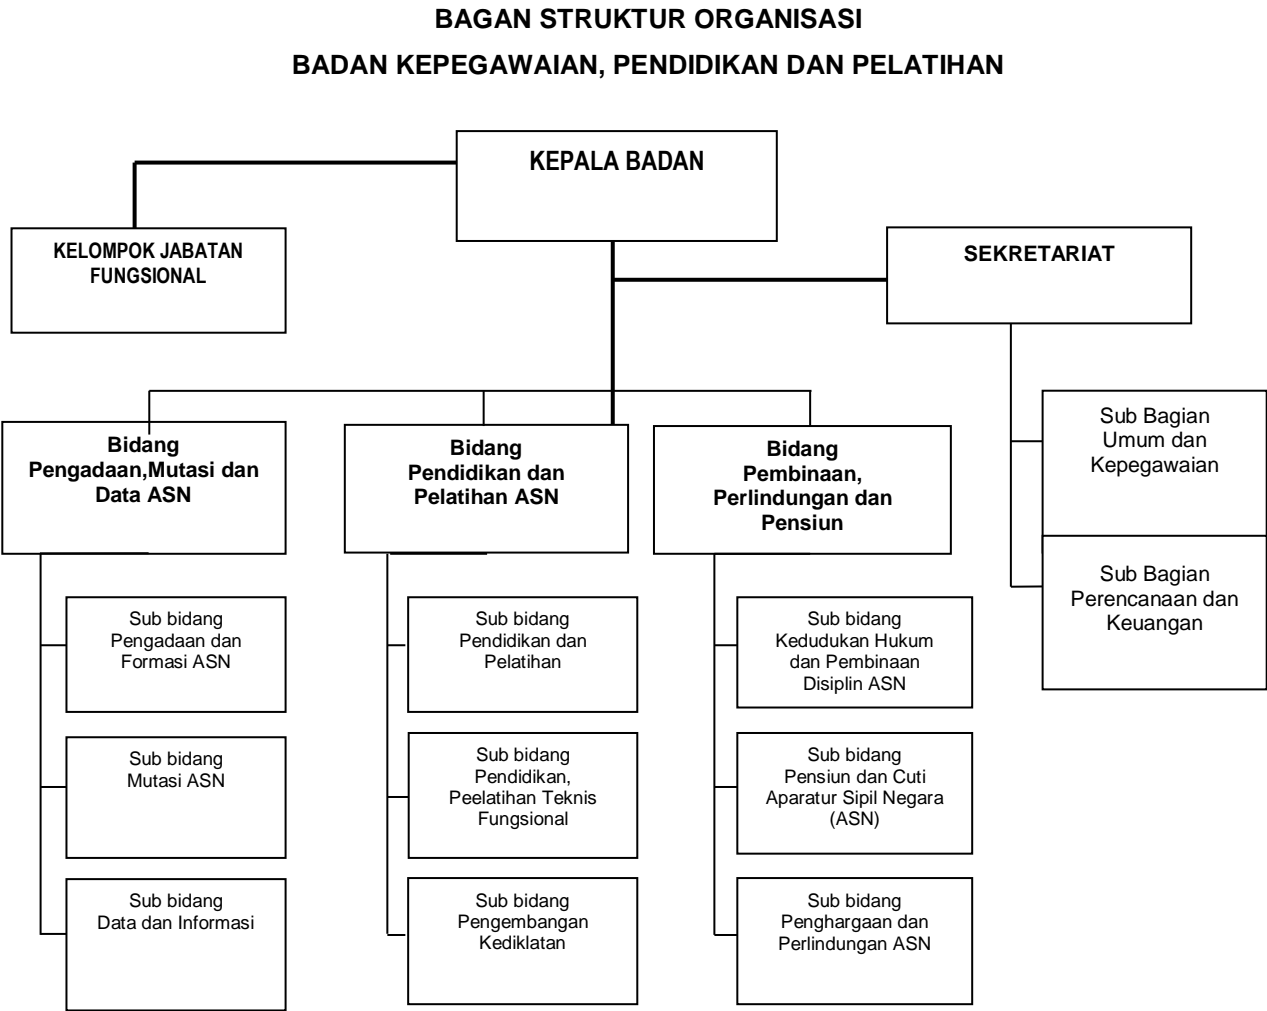 BAGAN STRUKTUR ORGANISASI
BADAN KEPEGAWAIAN, PENDIDIKAN DAN PELATIHAN
KEPALA BADAN
KELOMPOK JABATAN
FUNGSIONAL
SEKRETARIAT
Sub Bagian
Umum dan
Kepegawaian
Sub Bagian
Perencanaan dan
Keuangan
Bidang
Pengadaan,Mutasi dan
Data ASN
Bidang
Pendidikan dan
Pelatihan ASN
Bidang
Pembinaan,
Perlindungan dan
Pensiun
Sub bidang
Pengadaan dan
Formasi ASN
Sub bidang
Pendidikan dan
Pelatihan
Sub bidang
Kedudukan Hukum
dan Pembinaan
Disiplin ASN
Sub bidang
Mutasi ASN
Sub bidang
Pendidikan,
Peelatihan Teknis
Fungsional
Sub bidang
Pensiun dan Cuti
Aparatur Sipil Negara
(ASN)
Sub bidang
Data dan Informasi
Sub bidang
Pengembangan
Kediklatan
Sub bidang
Penghargaan dan
Perlindungan ASN